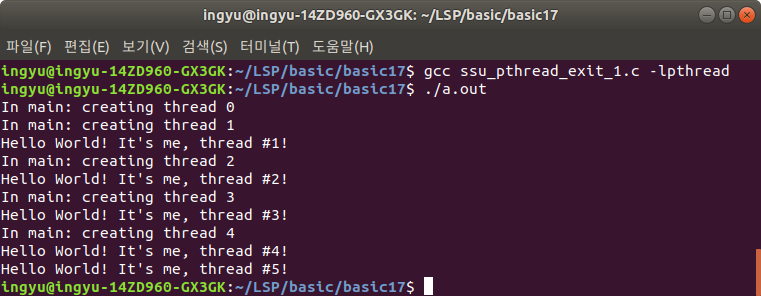 ingyu@ingyu-14ZD960-GX3GK: ~/LSP/basic/basic17
파일(F) 편집(E) 보기(V) 검색(S) 터미널(T) 도움말(H)
ingyu@ingyu-14ZD960-GX3GK:~/LSP/basic/basic17$ gcc ssu_pthread_exit_1.c -lpthread
ingyu@ingyu-14ZD960-GX3GK:~/LSP/basic/basic17$ ./a.out
In main: creating thread 0
In main: creating thread 1
Hello World! It's me, thread #1!
In main: creating thread 2
Hello World! It's me, thread #2!
In main: creating thread 3
Hello World! It's me, thread #3!
In main: creating thread 4
Hello World! It's me, thread #4!
Hello World! It's me, thread #5!
ingyu@ingyu-14ZD960-GX3GK:~/LSP/basic/basic17$